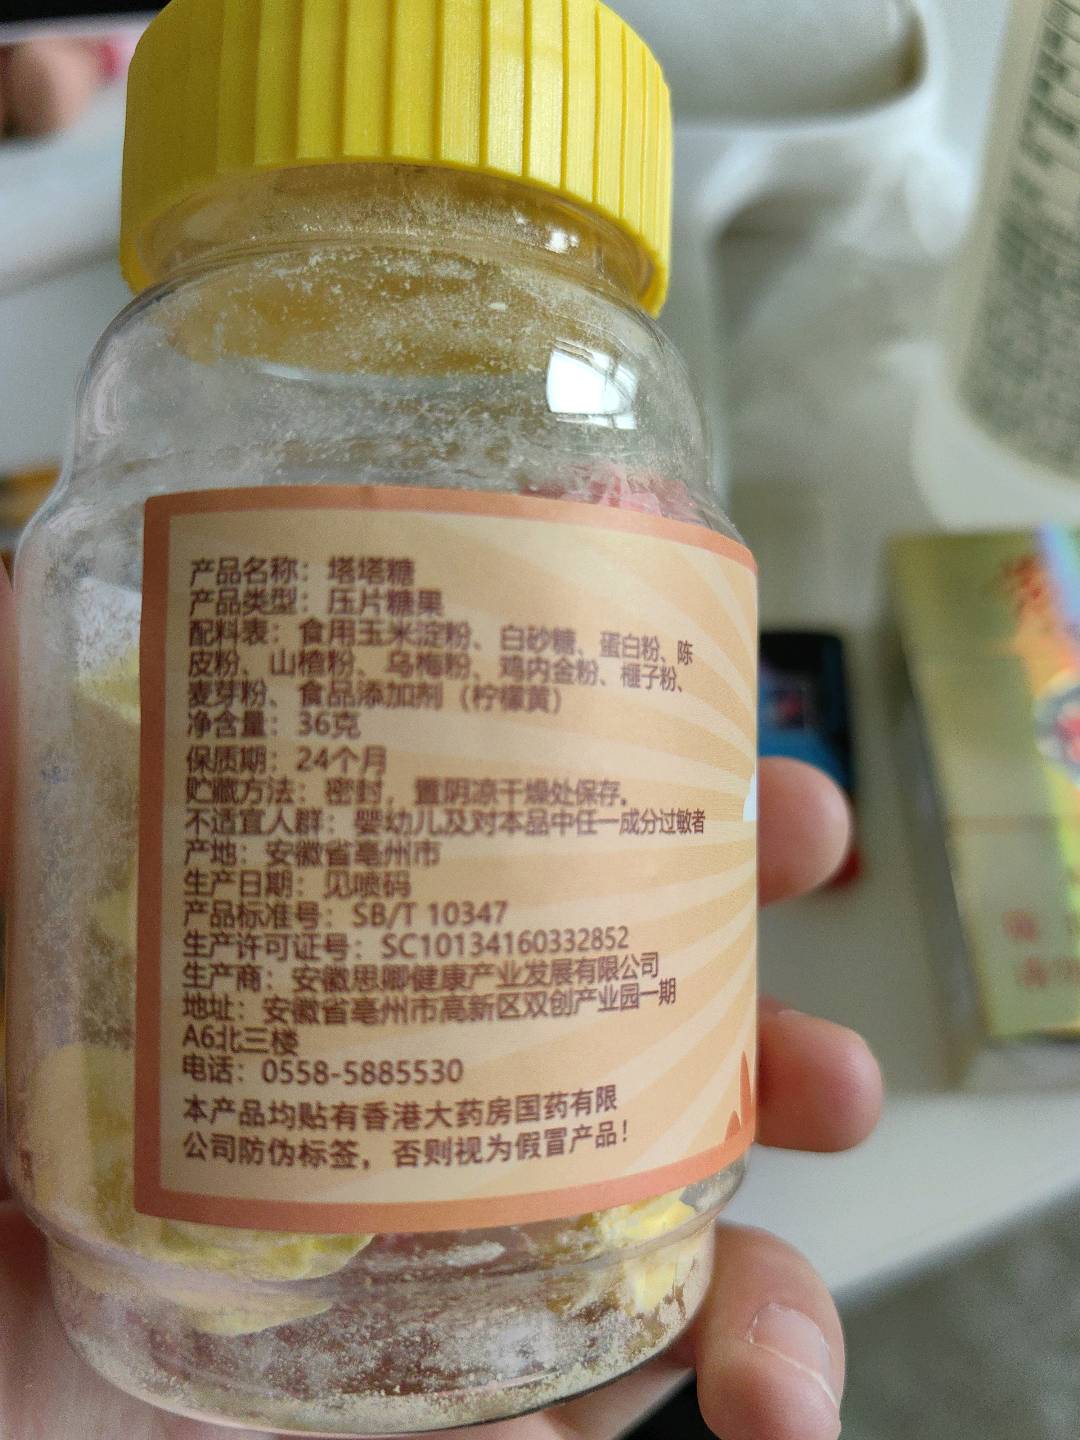 产品名称：塔塔糖
产品类型：压片糖果
配料表：食用玉米淀粉、白砂糖、蛋白粉、陈
皮粉、山楂粉、乌梅粉、鸡内金粉、榧子粉、
麦芽粉、食品添加剂（柠檬黄）
净含量：36克
保质期：24个月
贮藏方法：密封，置阴凉干燥处保存。
不适宜人群：婴幼儿及对本品中任一成分过敏者
产地：安徽省亳州市
生产日期：见喷码
产品标准号：SB/T 10347
生产许可证号：SC10134160332852
生产商：安徽思卿健康产业发展有限公司
地址：安徽省亳州市高新区双创产业园一期
A6北三楼
电话：0558-5885530
本产品均贴有香港大药房国药有限
公司防伪标签，否则视为假冒产品！